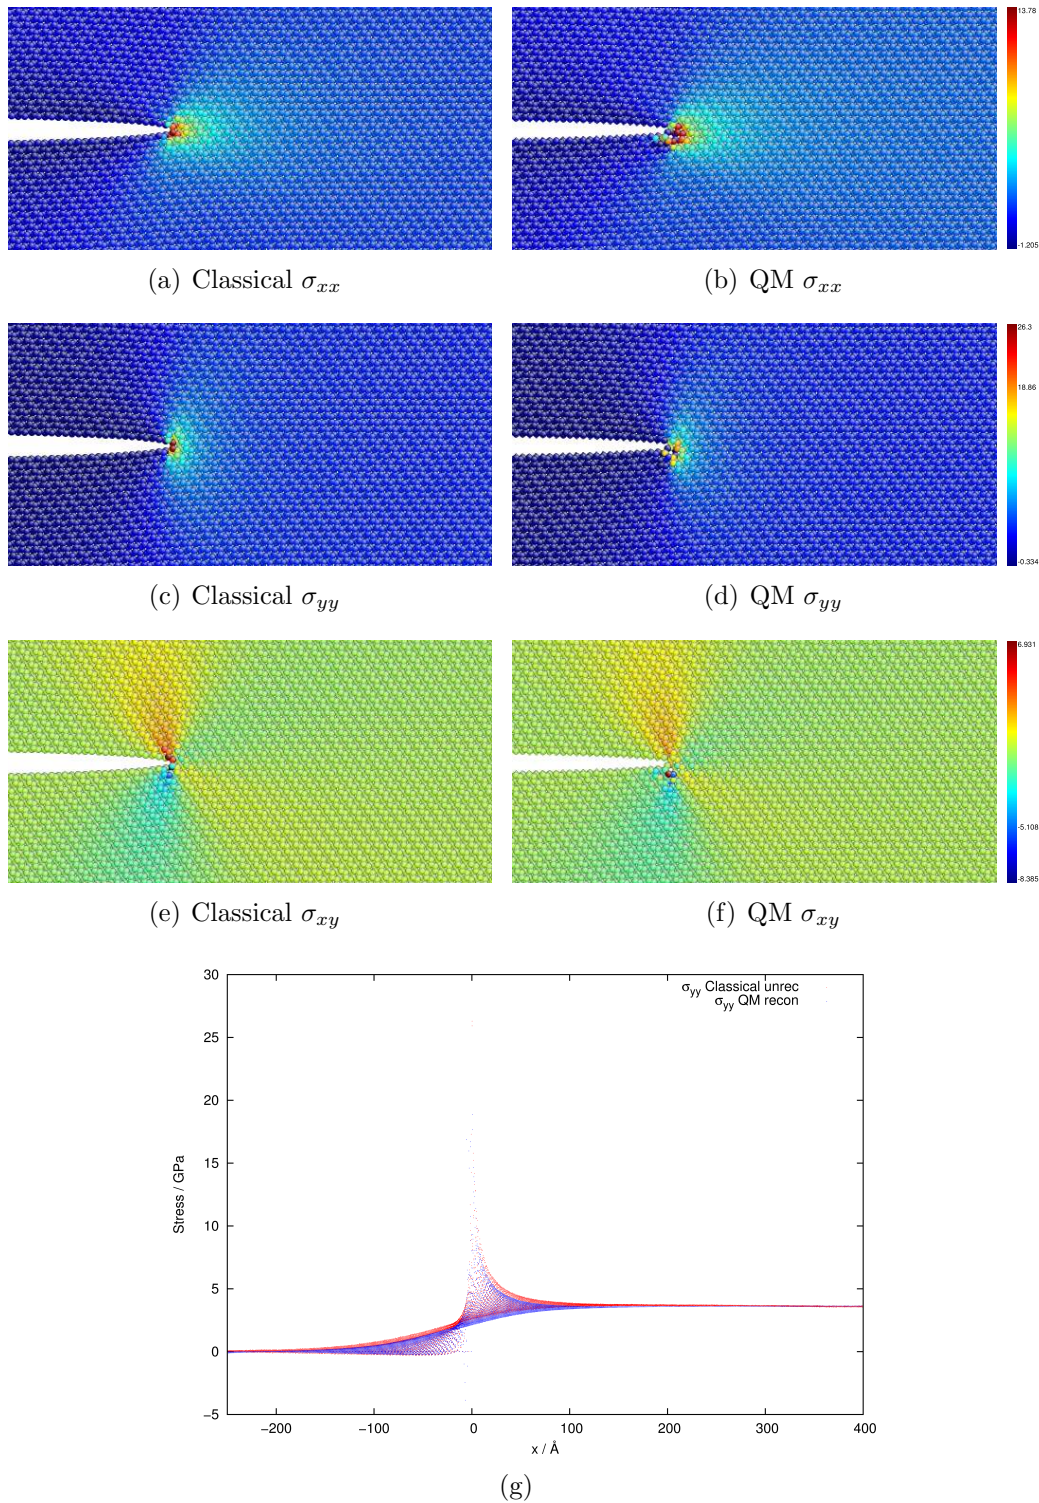 13.78
-1.205
(a) Classical σxx
(b) QM σxx
26.3
18.86
-0.334
(c) Classical σyy
(d) QM σyy
6.931
-5.108
-8.385
(e) Classical σxy
(f) QM σxy
30
25
20
15
10
5
0
−5
Stress / GPa
σyy Classical unrec
σyy QM recon
−200
−100
0
100
200
300
400
x / Å
(g)